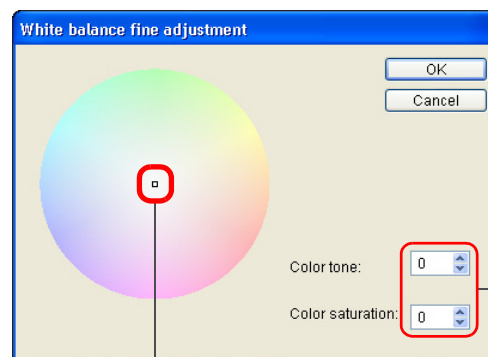 White balance fine adjustment
OK
Cancel
Color tone: 0
Color saturation: 0